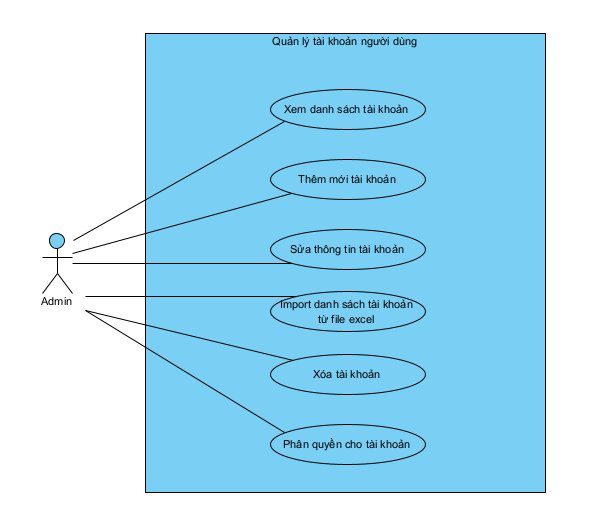 Quản lý tài khoản người dùng
Xem danh sách tài khoản
Thêm mới tài khoản
Sửa thông tin tài khoản
Admin
Import danh sách tài khoản
từ file excel
Xóa tài khoản
Phân quyền cho tài khoản